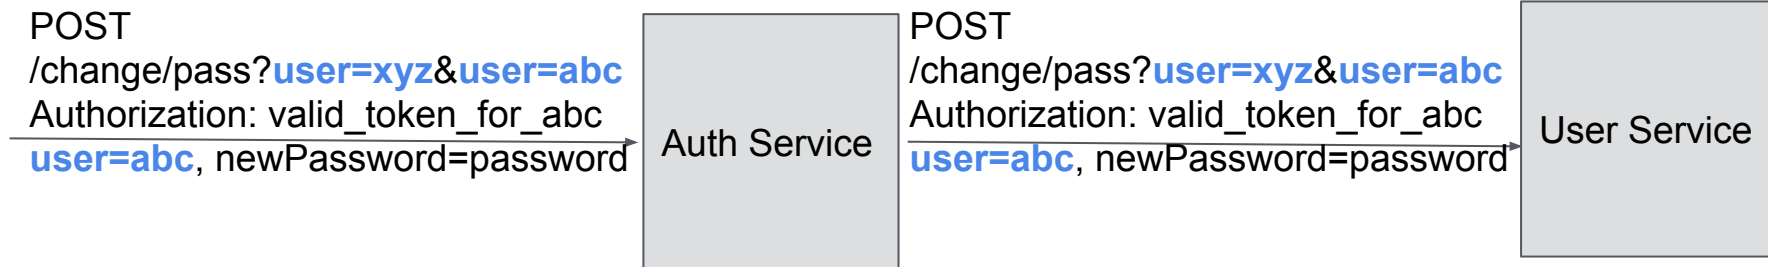 POST
/change/pass?user=xyz&user=abc
Authorization: valid_token_for_abc
user=abc, newPassword=password
Auth Service
POST
/change/pass?user=xyz&user=abc
Authorization: valid_token_for_abc
user=abc, newPassword=password
User Service